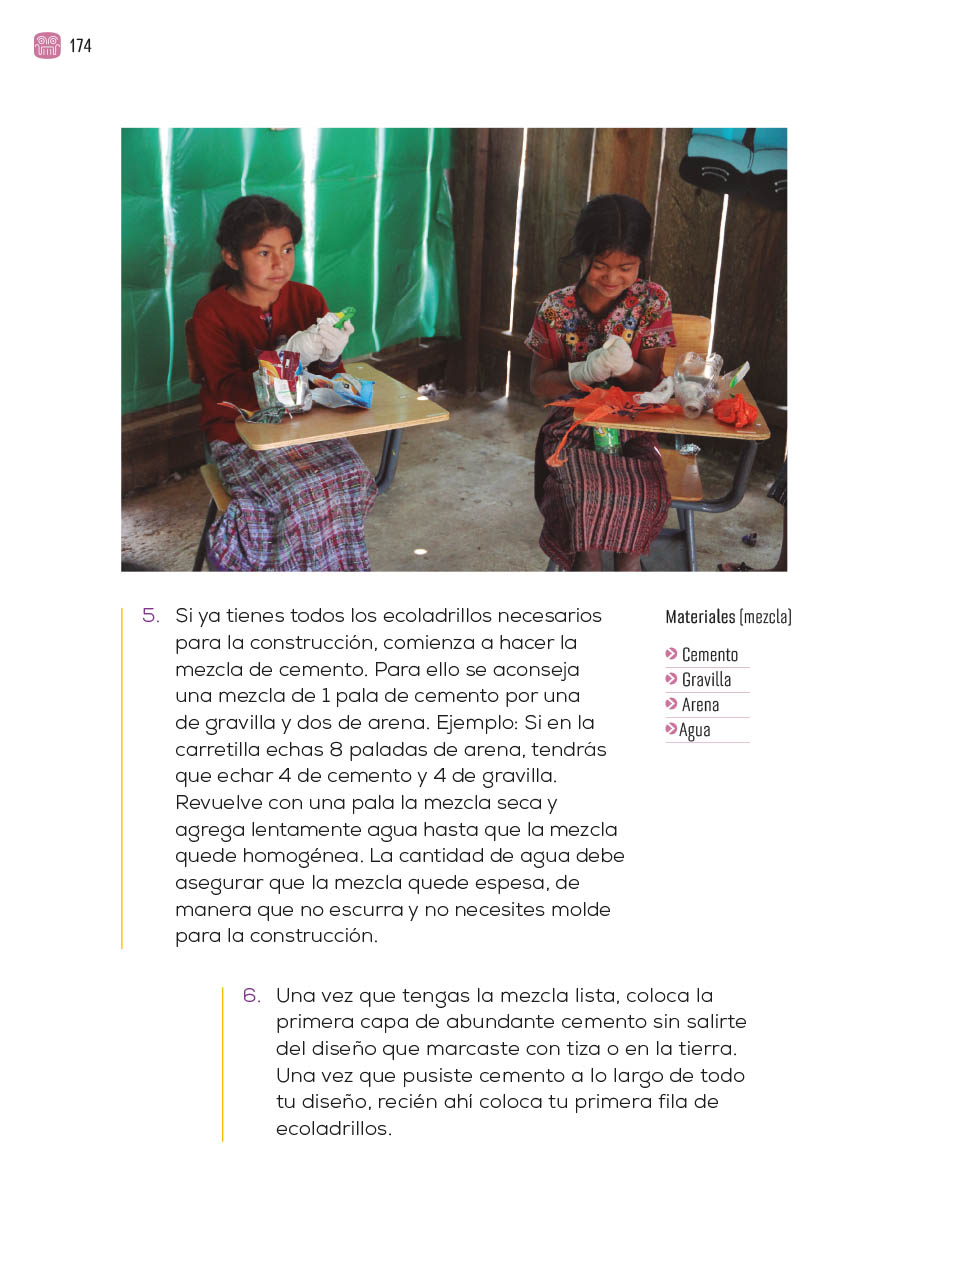 174
5. Si ya tienes todos los ecoladrillos necesarios
para la construcción, comienza a hacer la
mezcla de cemento. Para ello se aconseja
una mezcla de 1 pala de cemento por una
de gravilla y dos de arena. Ejemplo: Si en la
carretilla echas 8 paladas de arena, tendrás
que echar 4 de cemento y 4 de gravilla.
Revuelve con una pala la mezcla seca y
agrega lentamente agua hasta que la mezcla
quede homogénea. La cantidad de agua debe
asegurar que la mezcla quede espesa, de
manera que no escurra y no necesites molde
para la construcción.
Materiales (mezcla)
Cemento
Gravilla
Arena
Agua
6. Una vez que tengas la mezcla lista, coloca la
primera capa de abundante cemento sin salirte
del diseño que marcaste con tiza o en la tierra.
Una vez que pusiste cemento a lo largo de todo
tu diseño, recién ahí coloca tu primera fila de
ecoladrillos.